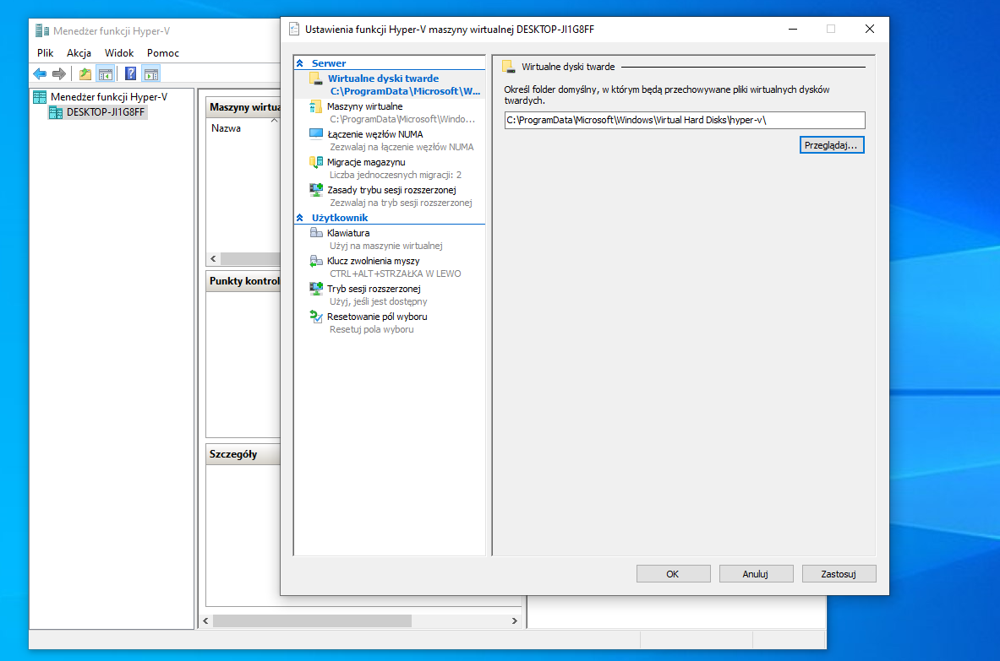 Menedżer funkcji Hyper-V
Plik Akcja Widok Pomoc
Menedżer funkcji Hyper-V
DESKTOP-JI1G8FF
Maszyny wirtua
Nazwa
Punkty kontrol
Szczegóły
Ustawienia funkcji Hyper-V maszyny wirtualnej DESKTOP-JI1G8FF
Serwer
Wirtualne dyski twarde
C:\ProgramData\Microsoft\W...
Maszyny wirtualne
C:\ProgramData\Microsoft\Windo...
Łączenie węzłów NUMA
Zezwalaj na łączenie węzłów NUMA
Migracje magazynu
Liczba jednoczesnych migracji: 2
Zasady trybu sesji rozszerzonej
Zezwalaj na tryb sesji rozszerzonej
Użytkownik
Klawiatura
Użyj na maszynie wirtualnej
Klucz zwolnienia myszy
CTRL+ALT+STRZAŁKA W LEWO
Tryb sesji rozszerzonej
Użyj, jeśli jest dostępny
Resetowanie pól wyboru
Resetuj pola wyboru
Wirtualne dyski twarde
Określ folder domyślny, w którym będą przechowywane pliki wirtualnych dysków
twardych.
C:\ProgramData\Microsoft\Windows\Virtual Hard Disks\hyper-v\
Przeglądaj...
OK Anuluj Zastosuj